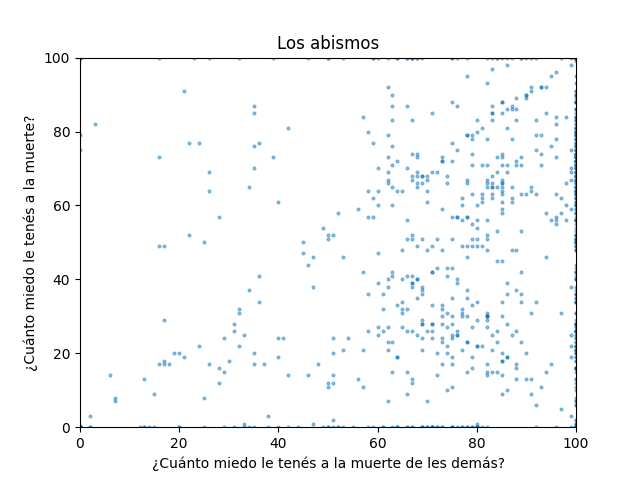 Los abismos
100
80
60
40
20
0
¿Cuánto miedo le tenés a la muerte?
0 20 40 60 80 100
¿Cuánto miedo le tenés a la muerte de les demás?